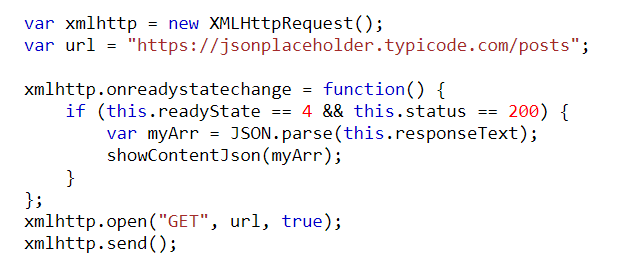 var xmlhttp = new XMLHttpRequest();
var url = "https://jsonplaceholder.typicode.com/posts";

xmlhttp.onreadystatechange = function() {
    if (this.readyState == 4 && this.status == 200) {
        var myArr = JSON.parse(this.responseText);
        showContentJson(myArr);
    }
};
xmlhttp.open("GET", url, true);
xmlhttp.send();